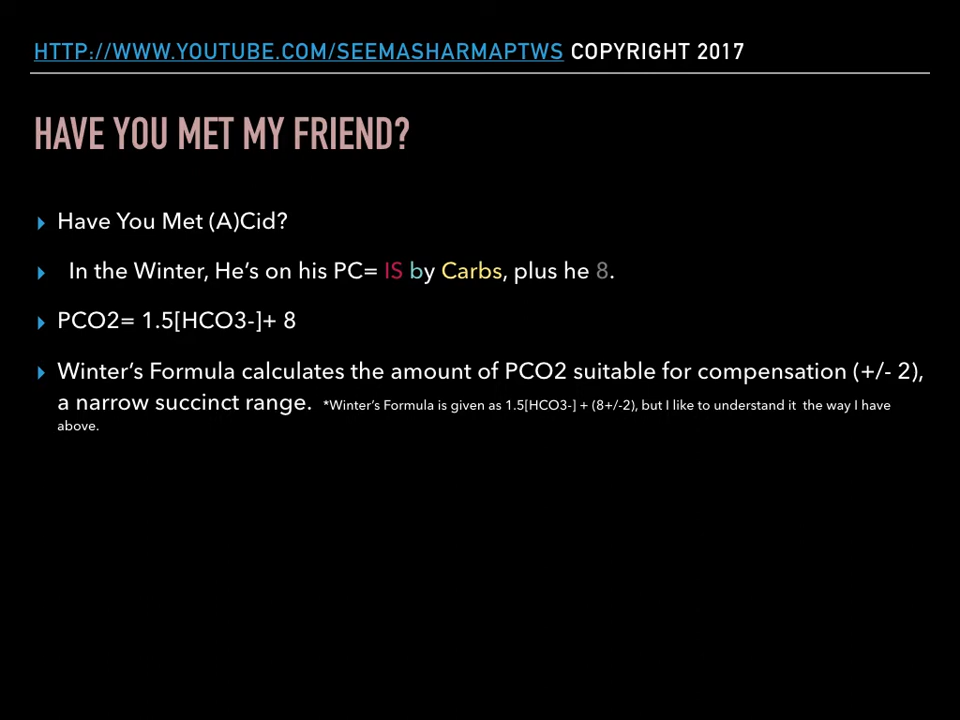 HTTP://WWW.YOUTUBE.COM/SEEMASHARMAPTWS COPYRIGHT 2017
HAVE YOU MET MY FRIEND?
Have You Met (A)Cid?
In the Winter, He's on his PC= IS by Carbs, plus he 8.
PCO2= 1.5[HCO3-]+ 8
Winter's Formula calculates the amount of PCO2 suitable for compensation (+/- 2),
a narrow succinct range. *Winter's Formula is given as 1.5[HCO3-] + (8+/-2), but I like to understand it the way I have
above.